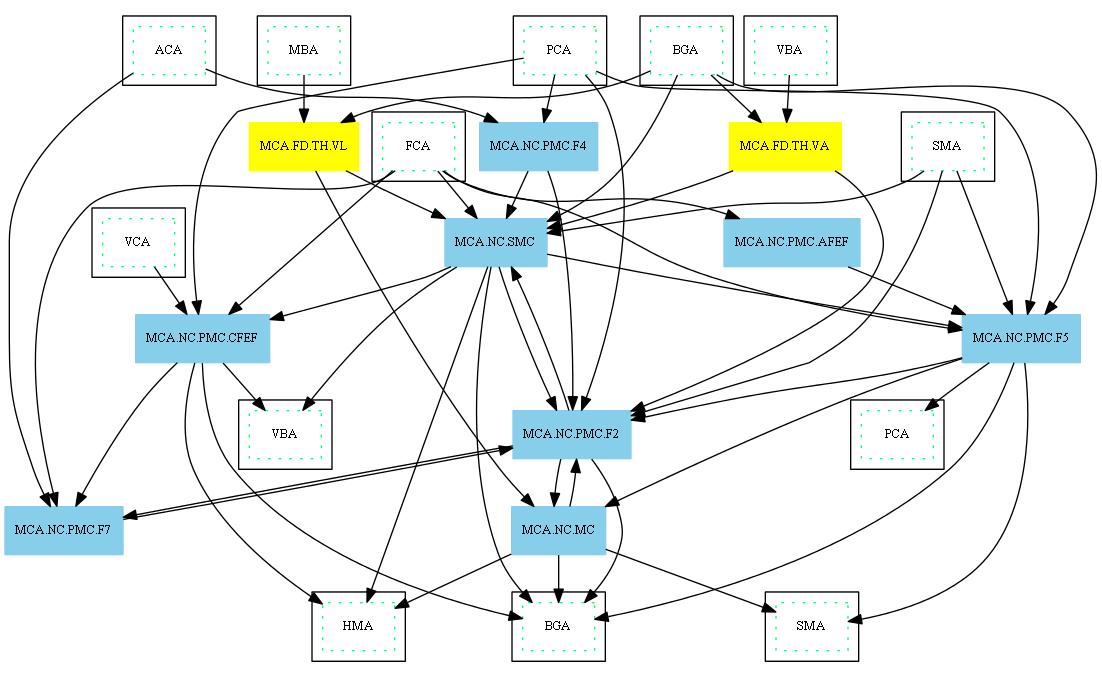 ACA
MBA
PCA
BGA
VBA
MCA.FD.TH.VL
FCA
MCA.NC.PMC.F4
MCA.FD.TH.VA
SMA
VCA
MCA.NC.SMC
MCA.NC.PMC.AFEF
MCA.NC.PMC.CFEF
MCA.NC.PMC.F5
VBA
MCA.NC.PMC.F2
PCA
MCA.NC.PMC.F7
MCA.NC.MC
HMA
BGA
SMA